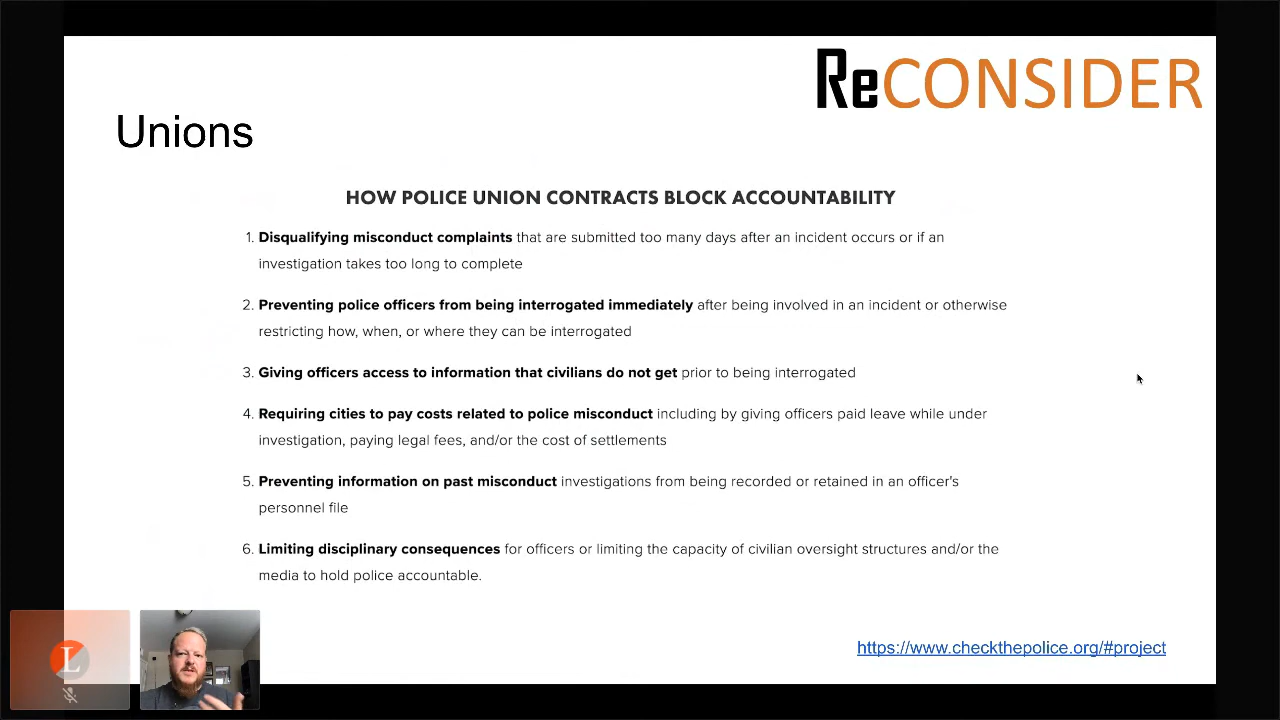 ReCONSIDER
Unions
HOW POLICE UNION CONTRACTS BLOCK ACCOUNTABILITY
1. Disqualifying misconduct complaints that are submitted too many days after an incident occurs or if an
investigation takes too long to complete
2. Preventing police officers from being interrogated immediately after being involved in an incident or otherwise
restricting how, when, or where they can be interrogated
3. Giving officers access to information that civilians do not get prior to being interrogated
4. Requiring cities to pay costs related to police misconduct including by giving officers paid leave while under
investigation, paying legal fees, and/or the cost of settlements
5. Preventing information on past misconduct investigations from being recorded or retained in an officer's
personnel file
6. Limiting disciplinary consequences for officers or limiting the capacity of civilian oversight structures and/or the
media to hold police accountable.
L
https://www.checkthepolice.org/#project